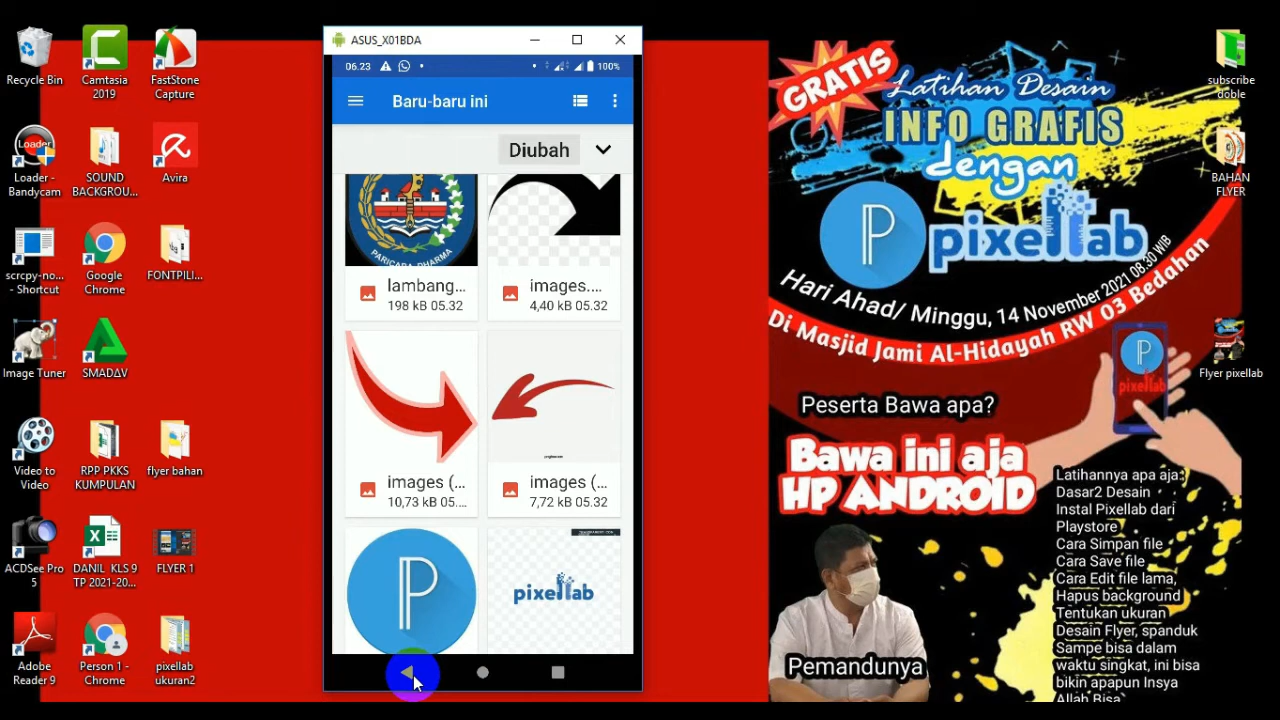 Recycle Bin
Camtasia
2019
FastStone
Capture
Loader
Loader -
Bandycam
SOUND
BACKGROU...
Avira
scrcpy-no...
- Shortcut
Google
Chrome
FONTPILI...
Image Tuner
SMADΔV
Video to
Video
RPP PKKS
KUMPULAN
flyer bahan
ACDSee Pro
5
DANIL KLS 9
TP 2021-20...
FLYER 1
Adobe
Reader 9
Person 1 -
Chrome
pixellab
ukuran2
ASUS_X01BDA
06.23
100%
Baru-baru ini
Diubah
PARICARA DHARMA
lambang...
198 kB 05.32
images....
4,40 kB 05.32
images (...
10,73 kB 05....
images (...
7,72 kB 05.32
P
pixellab
GRATIS
Latihan Desain
INFO GRAFIS
dengan
P
pixellab
Hari Ahad/ Minggu, 14 November 2021 08.30 WIB
Di Masjid Jami Al-Hidayah RW 03 Bedahan
P
pixellab
Peserta Bawa apa?
Bawa ini aja
HP ANDROID
Latihannya apa aja:
Dasar2 Desain
Instal Pixellab dari
Playstore
Cara Simpan file
Cara Save file
Cara Edit file lama,
Hapus background
Tentukan ukuran
Desain Flyer, spanduk
Sampe bisa dalam
waktu singkat, ini bisa
bikin apapun Insya
Allah Bisa
Pemandunya
subscribe
doble
BAHAN
FLYER
Flyer pixellab